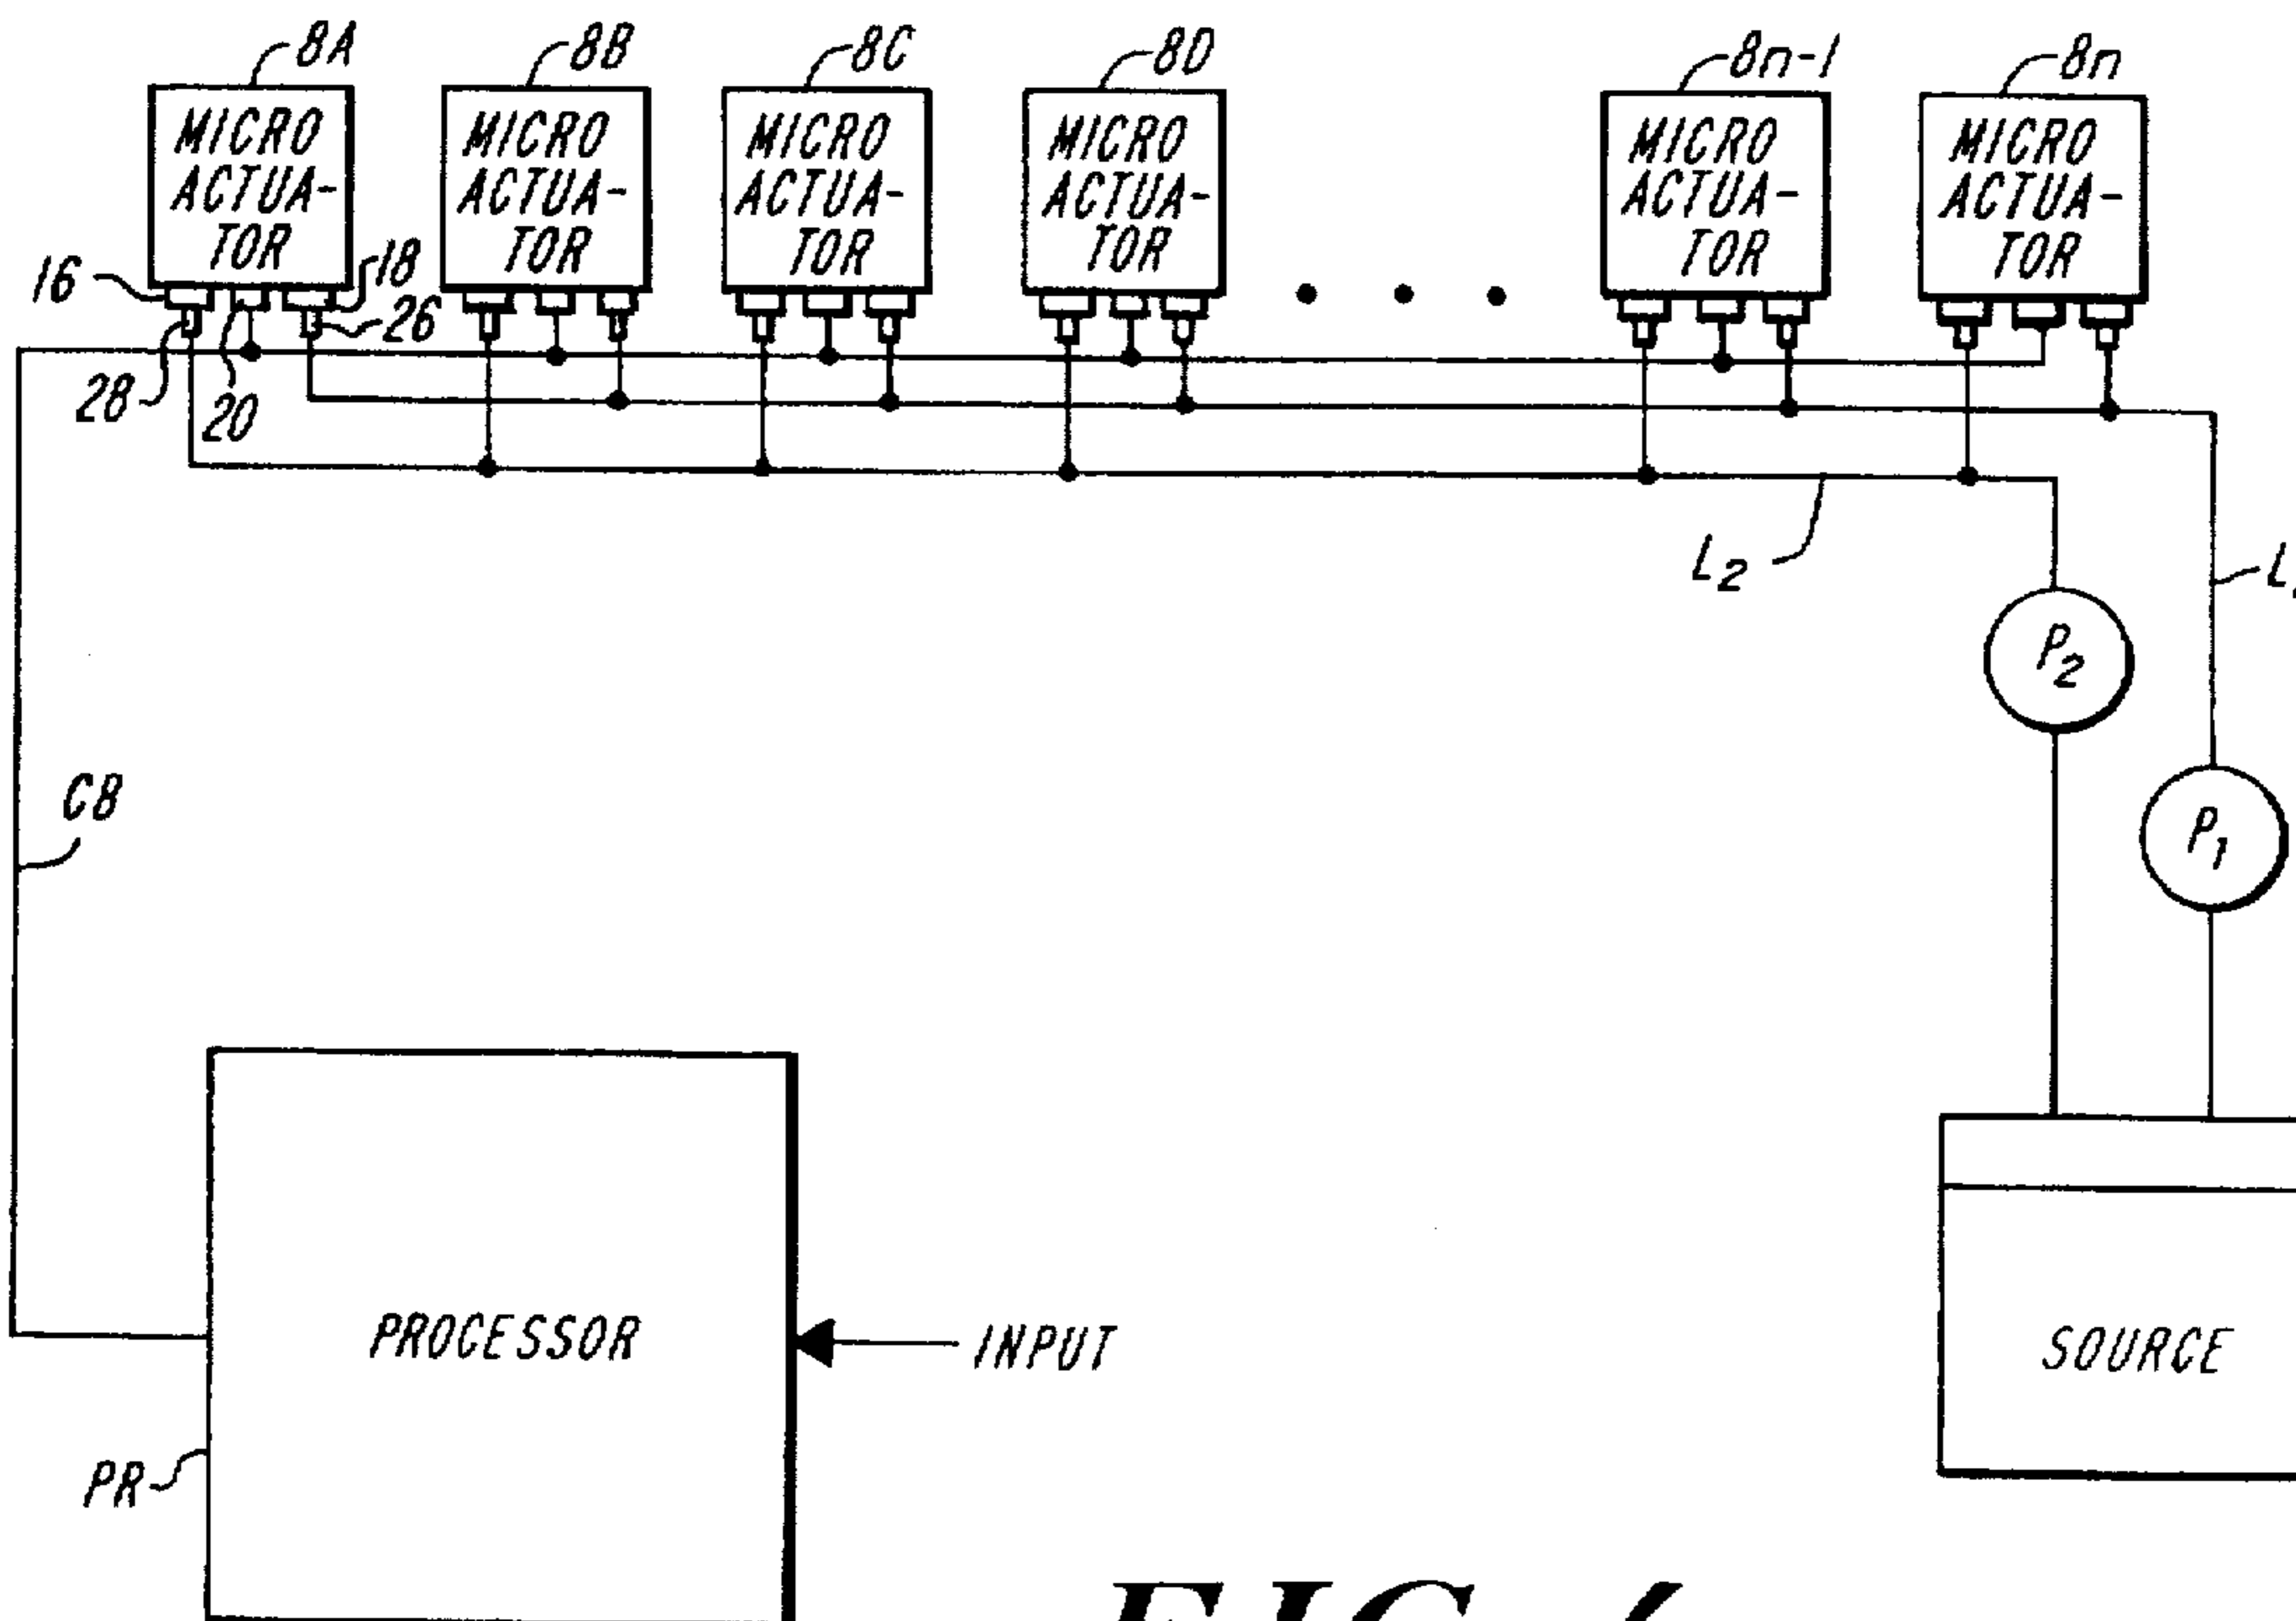 8A 8B 8C 8D 8n-1 8n
MICRO
ACTUA-
TOR
MICRO
ACTUA-
TOR
MICRO
ACTUA-
TOR
MICRO
ACTUA-
TOR
MICRO
ACTUA-
TOR
MICRO
ACTUA-
TOR
16
18
26
28
20
L2
P2
P1
CB
PROCESSOR
INPUT
SOURCE
PR